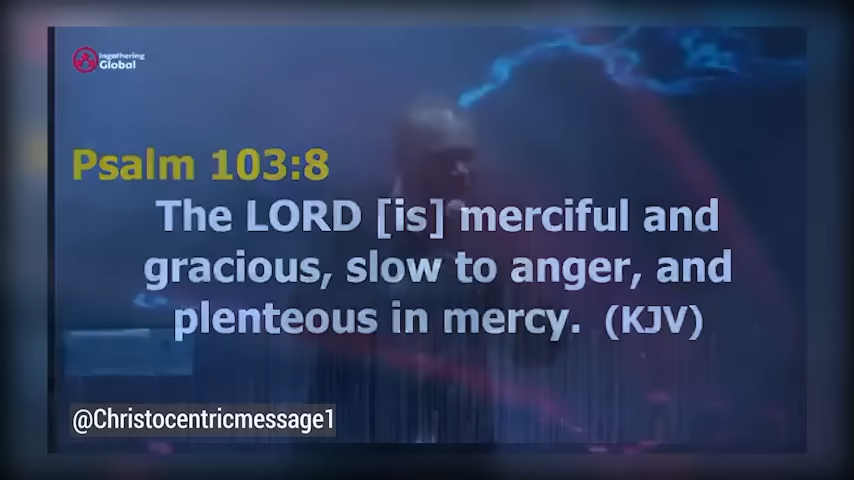 Ingathering
Global
Psalm 103:8
The LORD [is] merciful and
gracious, slow to anger, and
plenteous in mercy. (KJV)
@Christocentricmessage1